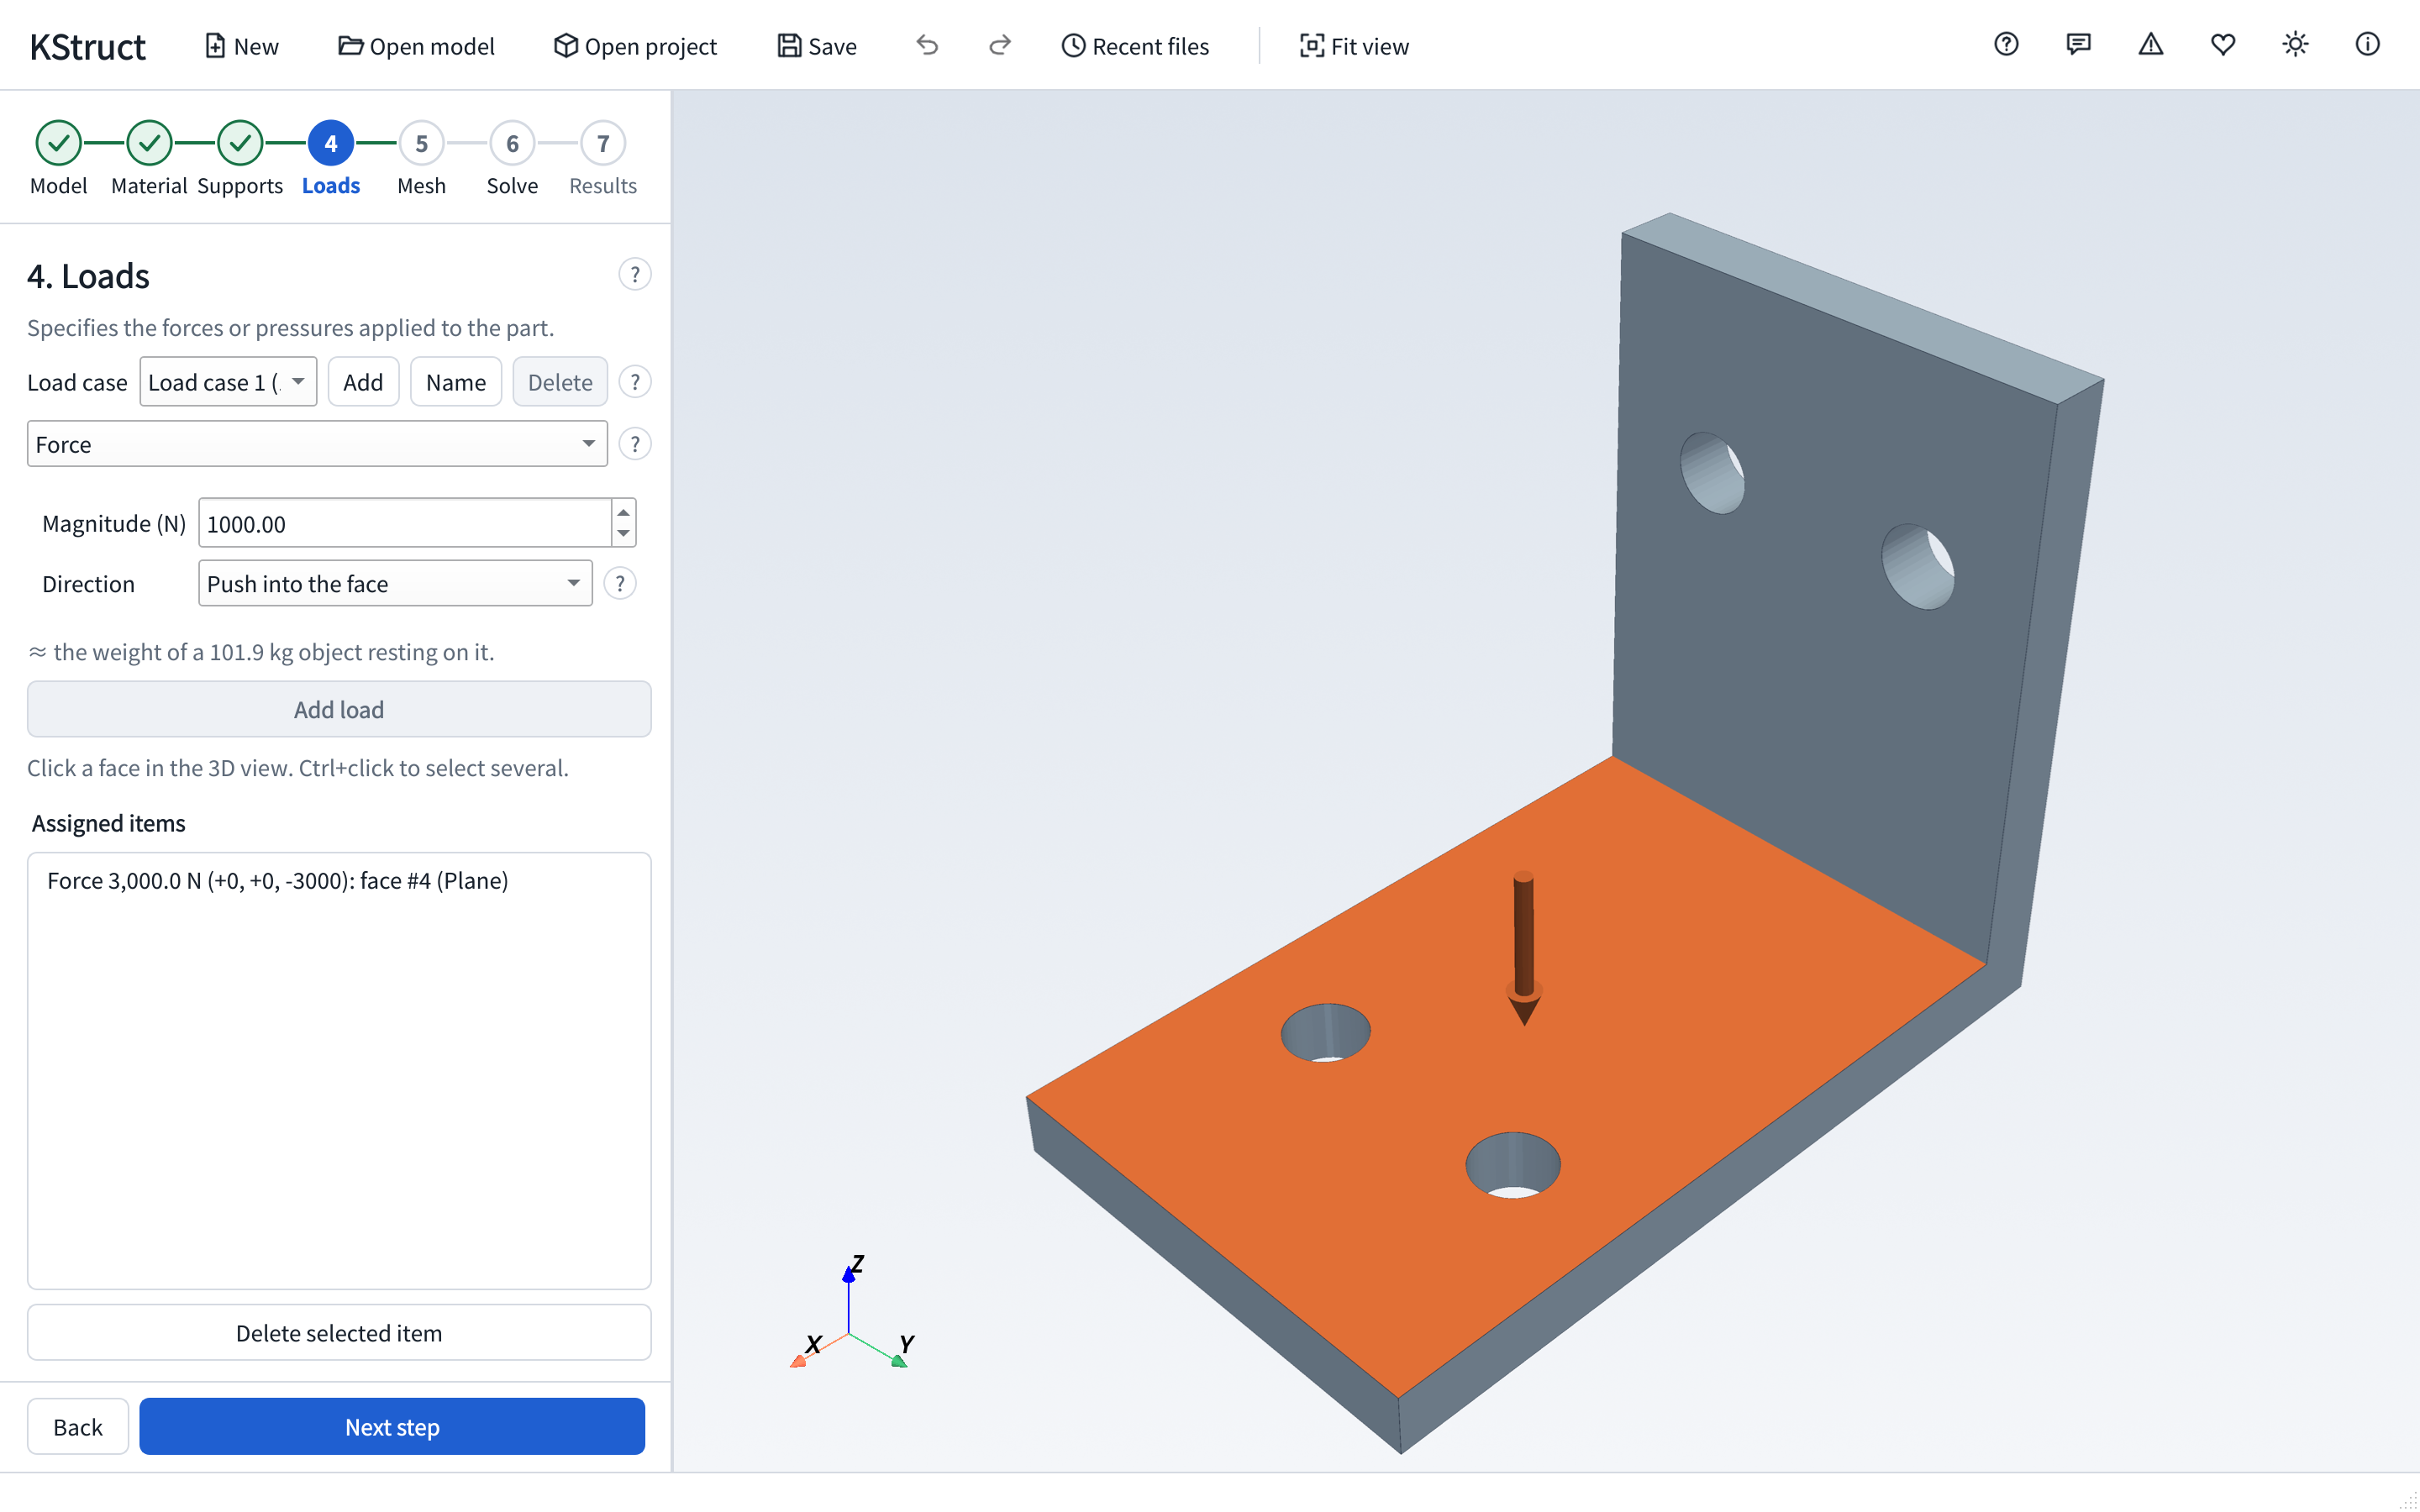 KStruct
New
Open model
Open project
Save
Recent files
Fit view
4
5
6
7
Model
Material
Supports
Loads
Mesh
Solve
Results
4. Loads
?
Specifies the forces or pressures applied to the part.
Load case
Load case 1 (
Add
Name
Delete
?
Force
?
Magnitude (N)
1000.00
Direction
Push into the face
?
≈ the weight of a 101.9 kg object resting on it.
Add load
Click a face in the 3D view. Ctrl+click to select several.
Assigned items
Force 3,000.0 N (+0, +0, -3000): face #4 (Plane)
Delete selected item
Back
Next step
Z
X
Y